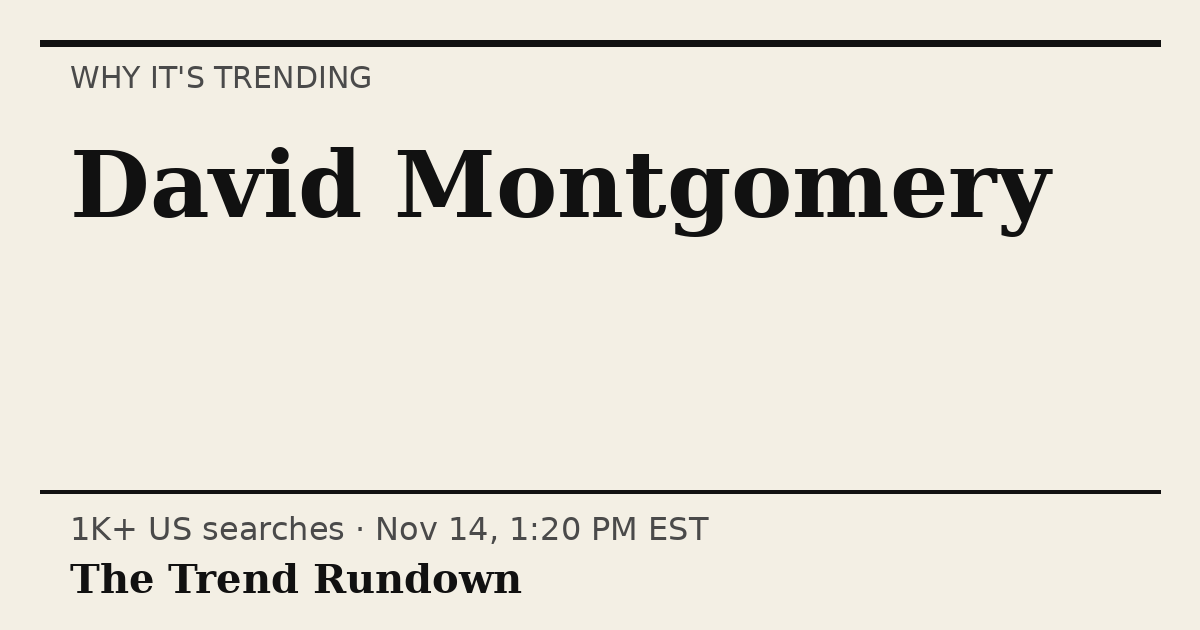 WHY IT'S TRENDING
David Montgomery
1K+ US searches · Nov 14, 1:20 PM EST
The Trend Rundown